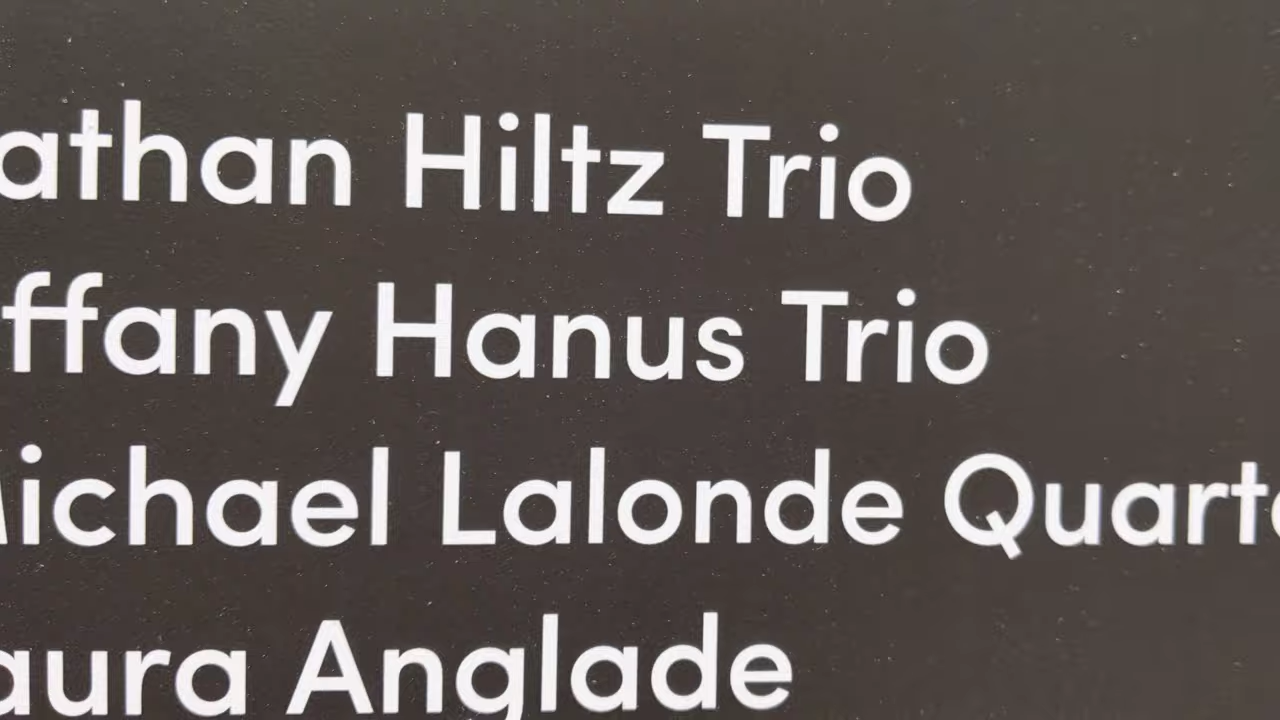 athan Hiltz Trio
ffany Hanus Trio
ichael Lalonde Quart
aura Anglade